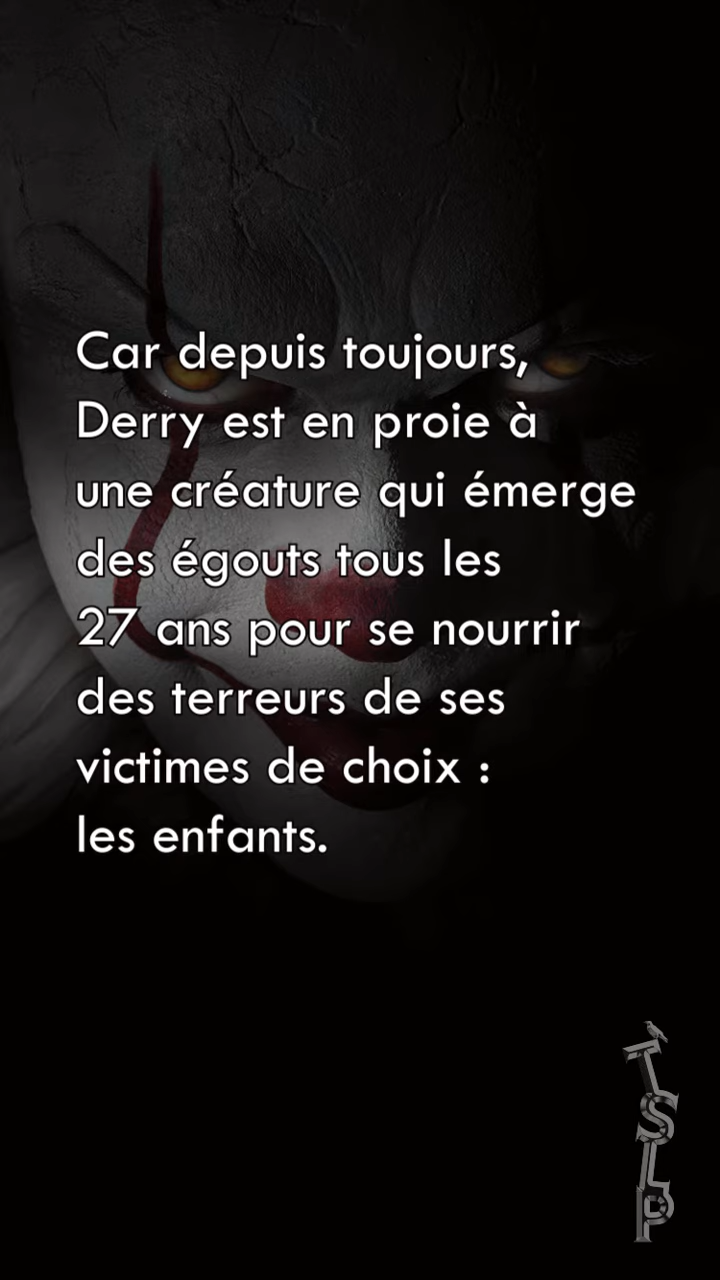 Car depuis toujours,
Derry est en proie à
une créature qui émerge
des égouts tous les
27 ans pour se nourrir
des terreurs de ses
victimes de choix :
les enfants.
TSLP